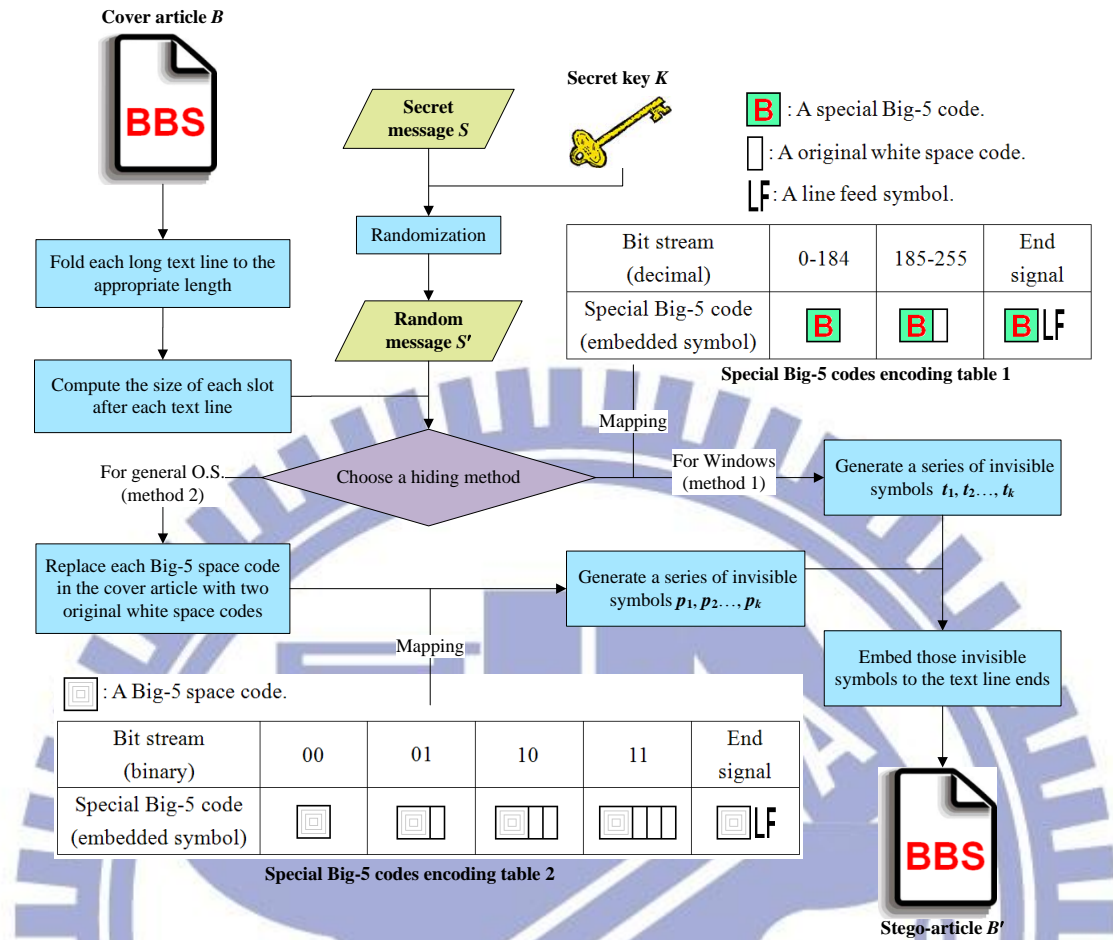 Cover article B
BBS
Secret
message S
Secret key K
B : A special Big-5 code.
: A original white space code.
LF : A line feed symbol.
Randomization
Fold each long text line to the
appropriate length
Random
message S′
Bit stream
(decimal)
0-184
185-255
End
signal
Special Big-5 code
(embedded symbol)
B
B
B LF
Special Big-5 codes encoding table 1
Compute the size of each slot
after each text line
Mapping
For general O.S.
(method 2)
Choose a hiding method
For Windows
(method 1)
Generate a series of invisible
symbols t1, t2…, tk
Replace each Big-5 space code
in the cover article with two
original white space codes
Generate a series of invisible
symbols p1, p2…, pk
Mapping
Embed those invisible
symbols to the text line ends
: A Big-5 space code.
Bit stream
(binary)
00
01
10
11
End
signal
Special Big-5 code
(embedded symbol)
LF
Special Big-5 codes encoding table 2
BBS
Stego-article B′